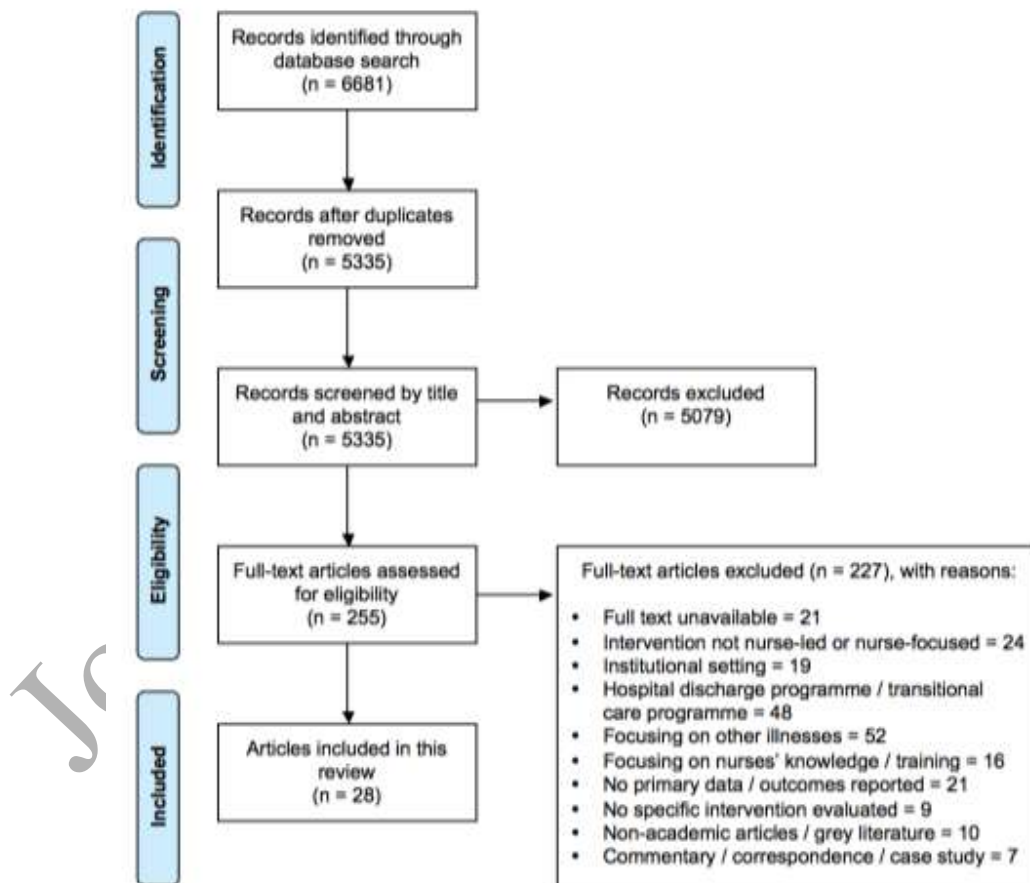 Identification
Records identified through
database search
(n = 6681)
Records after duplicates
removed
(n = 5335)
Screening
Records screened by title
and abstract
(n = 5335)
Records excluded
(n = 5079)
Eligibility
Full-text articles assessed
for eligibility
(n = 255)
Full-text articles excluded (n = 227), with reasons:
• Full text unavailable = 21
• Intervention not nurse-led or nurse-focused = 24
• Institutional setting = 19
• Hospital discharge programme / transitional
care programme = 48
• Focusing on other illnesses = 52
• Focusing on nurses' knowledge / training = 16
• No primary data / outcomes reported = 21
• No specific intervention evaluated = 9
• Non-academic articles / grey literature = 10
• Commentary / correspondence / case study = 7
Included
Articles included in this
review
(n = 28)